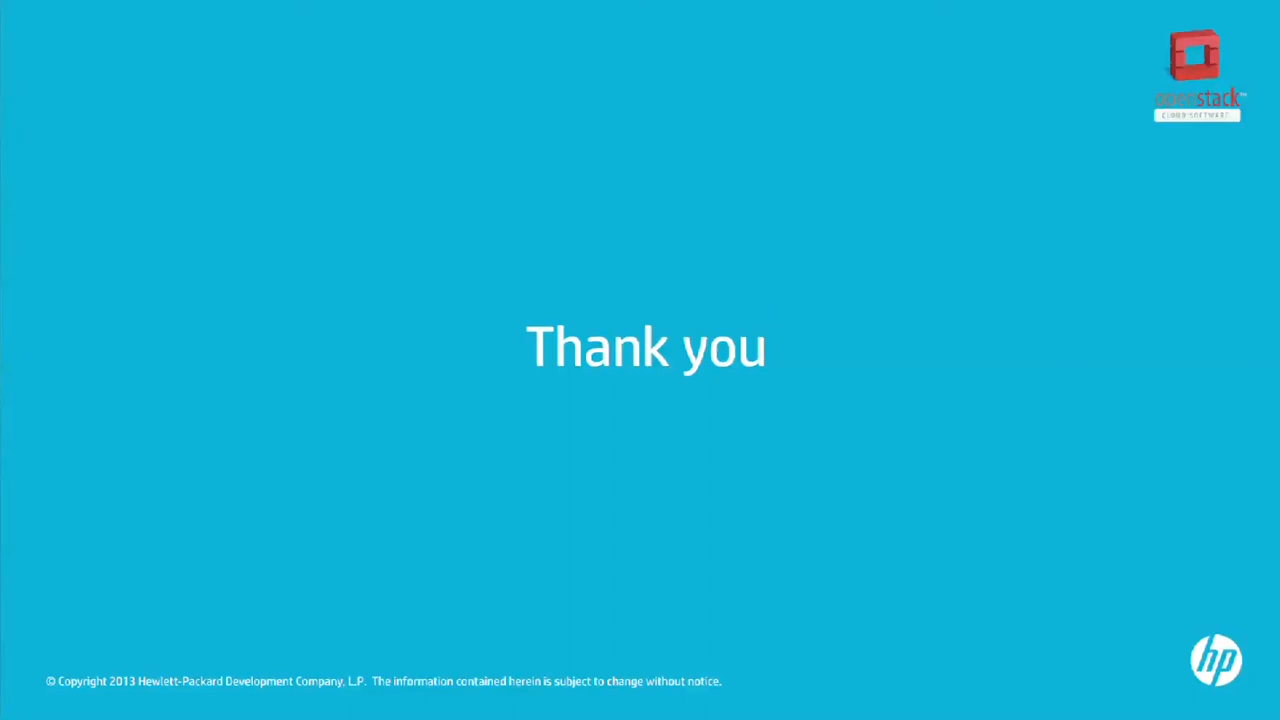 openstack™
CLOUD SOFTWARE
Thank you
hp
© Copyright 2013 Hewlett-Packard Development Company, L.P. The information contained herein is subject to change without notice.